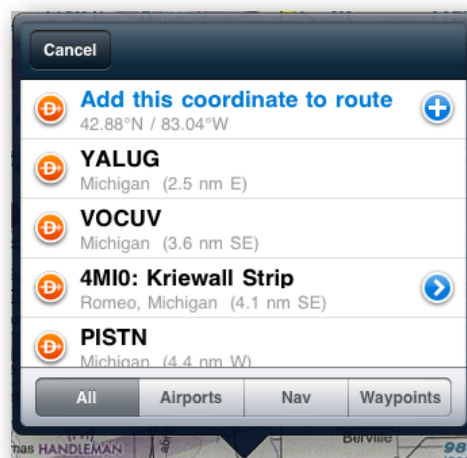 Cancel
Add this coordinate to route
42.88°N / 83.04°W
YALUG
Michigan (2.5 nm E)
VOCUV
Michigan (3.6 nm SE)
4MI0: Kriewall Strip
Romeo, Michigan (4.1 nm SE)
PISTN
Michigan (4.4 nm W)
All Airports Nav Waypoints
mas HANDLEMAN
Berville
98